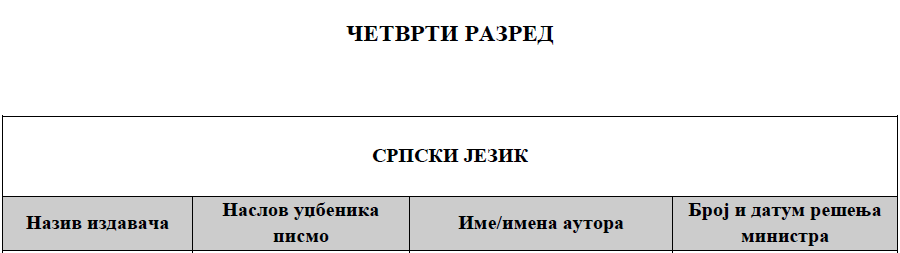 ЧЕТВРТИ РАЗРЕД
СРПСКИ ЈЕЗИК
Назив издавача
Наслов уџбеника
писмо
Име/имена аутора
Број и датум решења
министра